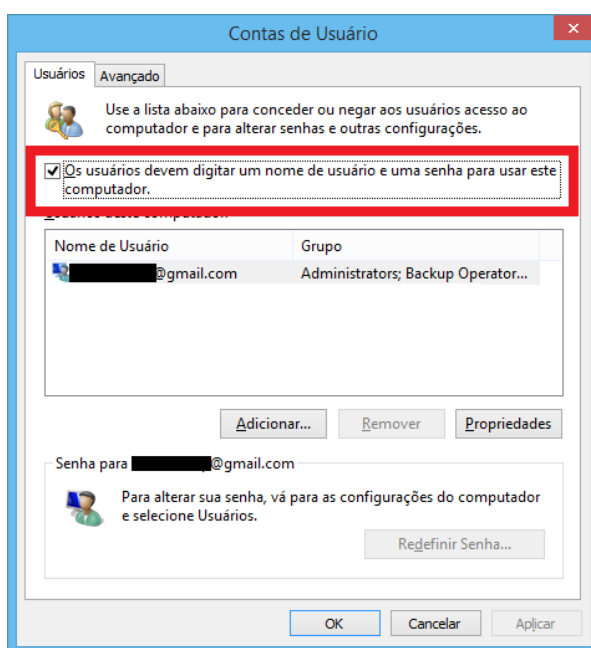 Contas de Usuário
Usuários
Avançado
Use a lista abaixo para conceder ou negar aos usuários acesso ao
computador e para alterar senhas e outras configurações.
Os usuários devem digitar um nome de usuário e uma senha para usar este
computador.
Nome de Usuário Grupo
@gmail.com Administrators; Backup Operator...
Adicionar... Remover Propriedades
Senha para @gmail.com
Para alterar sua senha, vá para as configurações do computador
e selecione Usuários.
Redefinir Senha...
OK Cancelar Aplicar